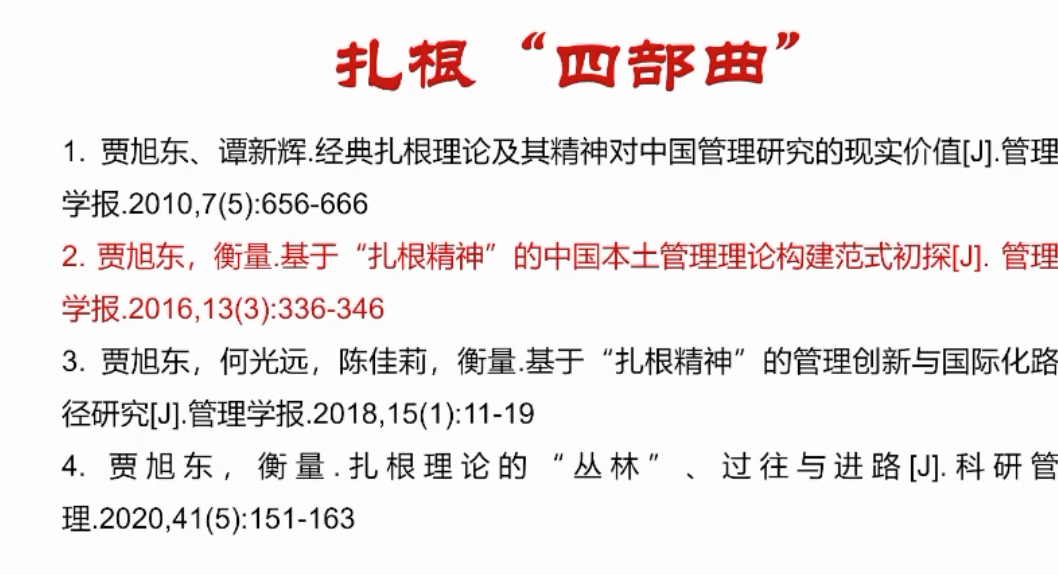 扎根“四部曲”
1. 贾旭东、谭新辉.经典扎根理论及其精神对中国管理研究的现实价值[J].管理
学报.2010,7(5):656-666
2. 贾旭东，衡量.基于“扎根精神”的中国本土管理理论构建范式初探[J]. 管理
学报.2016,13(3):336-346
3. 贾旭东，何光远，陈佳莉，衡量.基于“扎根精神”的管理创新与国际化路
径研究[J].管理学报.2018,15(1):11-19
4. 贾旭东，衡量.扎根理论的“丛林”、过往与进路[J].科研管
理.2020,41(5):151-163